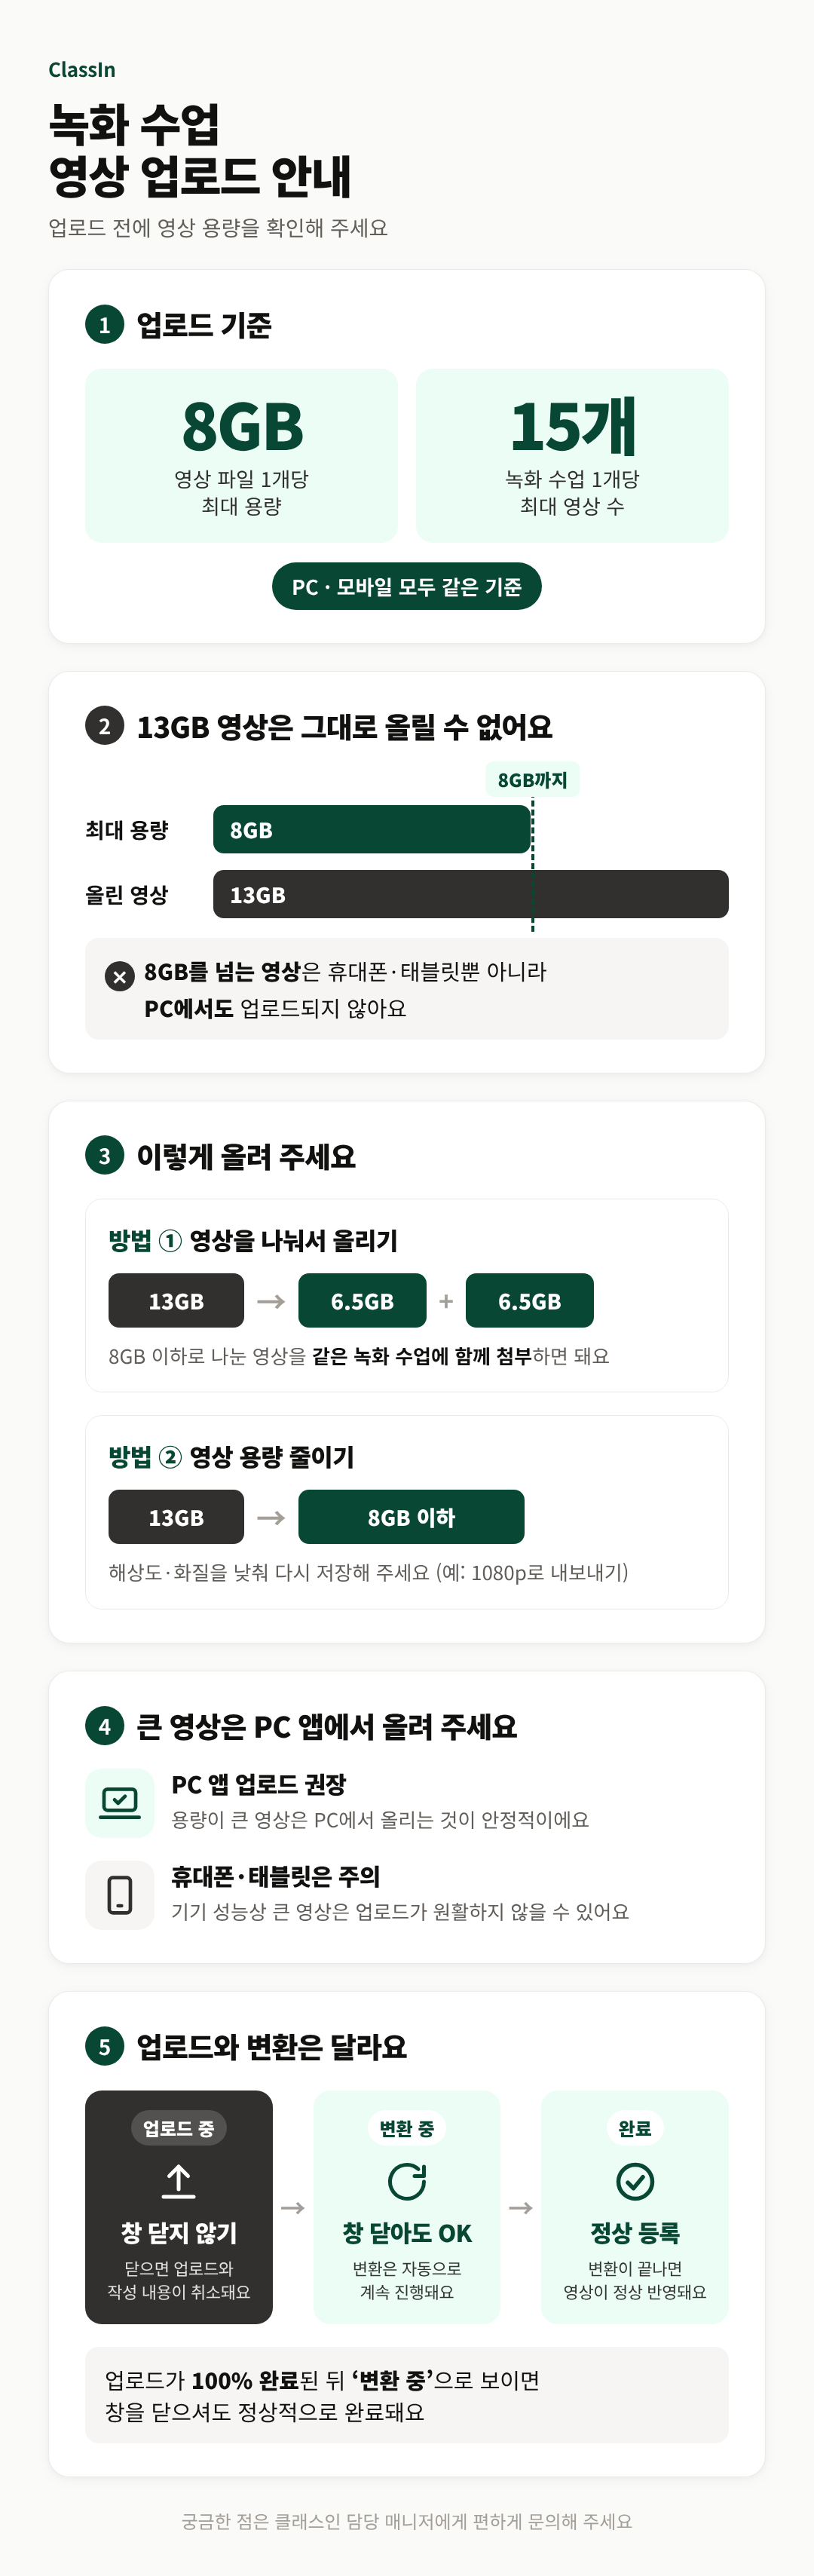 ClassIn
녹화 수업
영상 업로드 안내
업로드 전에 영상 용량을 확인해 주세요
1 업로드 기준
8GB
영상 파일 1개당
최대 용량
15개
녹화 수업 1개당
최대 영상 수
PC · 모바일 모두 같은 기준
2 13GB 영상은 그대로 올릴 수 없어요
8GB까지
최대 용량 8GB
올린 영상 13GB
8GB를 넘는 영상은 휴대폰·태블릿뿐 아니라
PC에서도 업로드되지 않아요
3 이렇게 올려 주세요
방법 ① 영상을 나눠서 올리기
13GB → 6.5GB + 6.5GB
8GB 이하로 나눈 영상을 같은 녹화 수업에 함께 첨부하면 돼요
방법 ② 영상 용량 줄이기
13GB → 8GB 이하
해상도·화질을 낮춰 다시 저장해 주세요 (예: 1080p로 내보내기)
4 큰 영상은 PC 앱에서 올려 주세요
PC 앱 업로드 권장
용량이 큰 영상은 PC에서 올리는 것이 안정적이에요
휴대폰·태블릿은 주의
기기 성능상 큰 영상은 업로드가 원활하지 않을 수 있어요
5 업로드와 변환은 달라요
업로드 중
창 닫지 않기
닫으면 업로드와
작성 내용이 취소돼요
→
변환 중
창 닫아도 OK
변환은 자동으로
계속 진행돼요
→
완료
정상 등록
변환이 끝나면
영상이 정상 반영돼요
업로드가 100% 완료된 뒤 ‘변환 중’으로 보이면
창을 닫으셔도 정상적으로 완료돼요
궁금한 점은 클래스인 담당 매니저에게 편하게 문의해 주세요